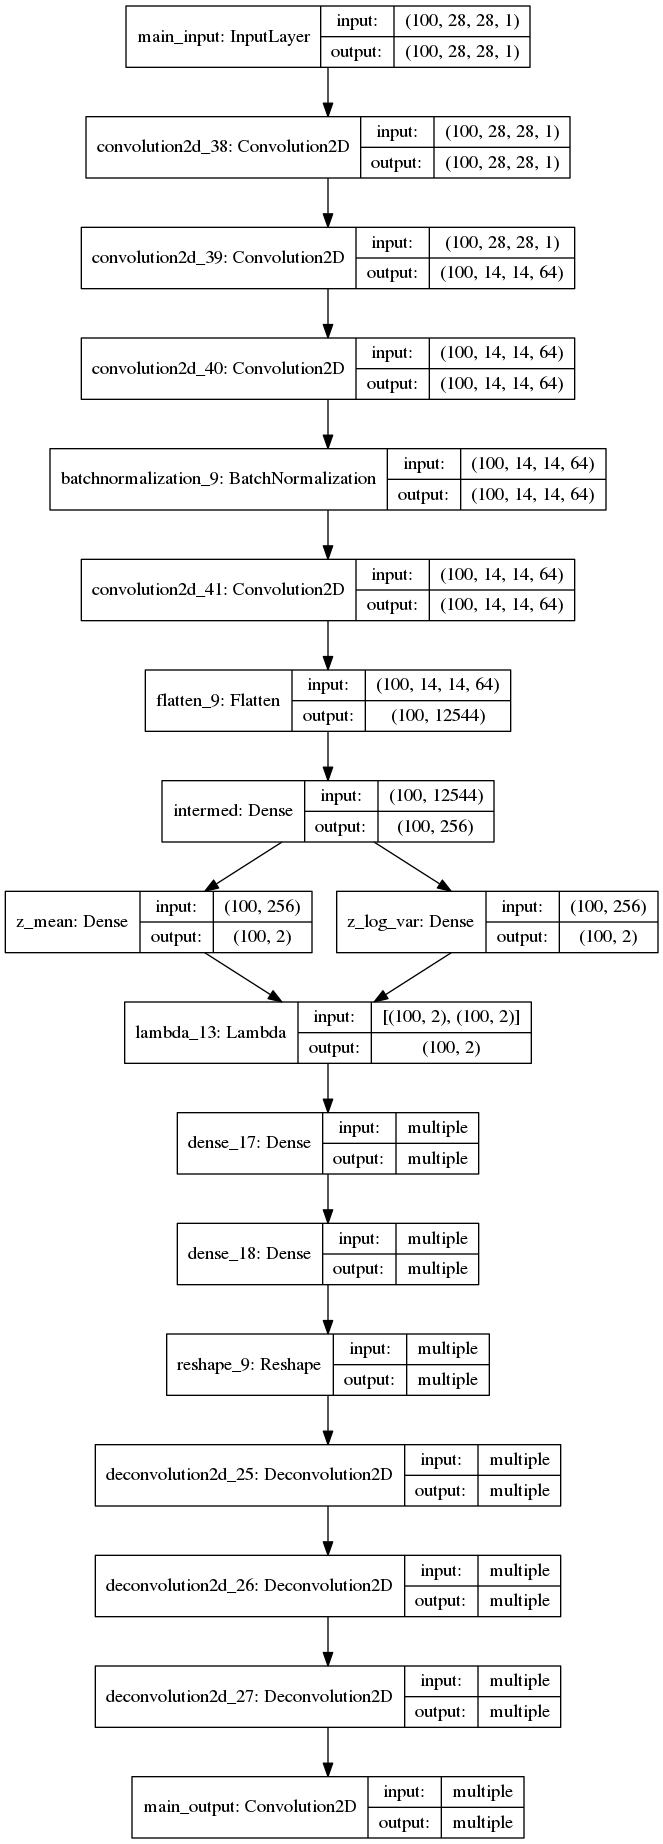 main_input: InputLayer
input: (100, 28, 28, 1)
output: (100, 28, 28, 1)
convolution2d_38: Convolution2D
input: (100, 28, 28, 1)
output: (100, 28, 28, 1)
convolution2d_39: Convolution2D
input: (100, 28, 28, 1)
output: (100, 14, 14, 64)
convolution2d_40: Convolution2D
input: (100, 14, 14, 64)
output: (100, 14, 14, 64)
batchnormalization_9: BatchNormalization
input: (100, 14, 14, 64)
output: (100, 14, 14, 64)
convolution2d_41: Convolution2D
input: (100, 14, 14, 64)
output: (100, 14, 14, 64)
flatten_9: Flatten
input: (100, 14, 14, 64)
output: (100, 12544)
intermed: Dense
input: (100, 12544)
output: (100, 256)
z_mean: Dense
input: (100, 256)
output: (100, 2)
z_log_var: Dense
input: (100, 256)
output: (100, 2)
lambda_13: Lambda
input: [(100, 2), (100, 2)]
output: (100, 2)
dense_17: Dense
input: multiple
output: multiple
dense_18: Dense
input: multiple
output: multiple
reshape_9: Reshape
input: multiple
output: multiple
deconvolution2d_25: Deconvolution2D
input: multiple
output: multiple
deconvolution2d_26: Deconvolution2D
input: multiple
output: multiple
deconvolution2d_27: Deconvolution2D
input: multiple
output: multiple
main_output: Convolution2D
input: multiple
output: multiple